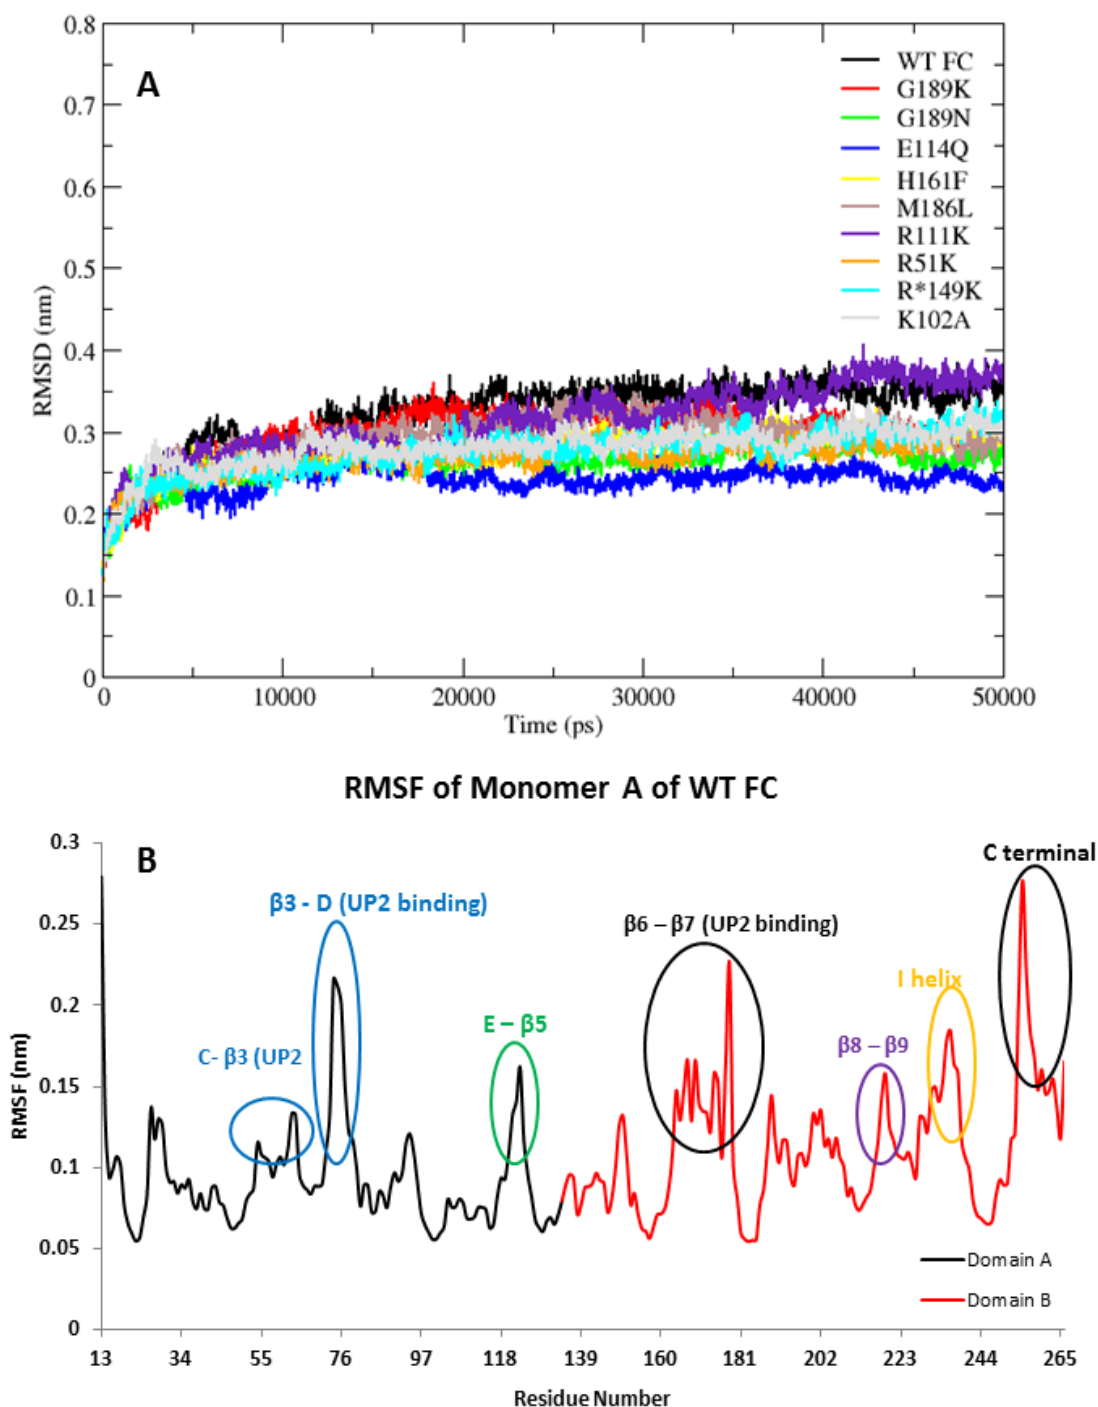 A
WT FC
G189K
G189N
E114Q
H161F
M186L
R111K
R51K
R*149K
K102A
0.8
0.7
0.6
0.5
0.4
0.3
0.2
0.1
0
RMSD (nm)
0 10000 20000 30000 40000 50000
Time (ps)
RMSF of Monomer A of WT FC
B
C terminal
β3 - D (UP2 binding)
β6 – β7 (UP2 binding)
I helix
E – β5
C- β3 (UP2
β8 – β9
0.3
0.25
0.2
0.15
0.1
0.05
0
RMSF (nm)
Domain A
Domain B
13 34 55 76 97 118 139 160 181 202 223 244 265
Residue Number